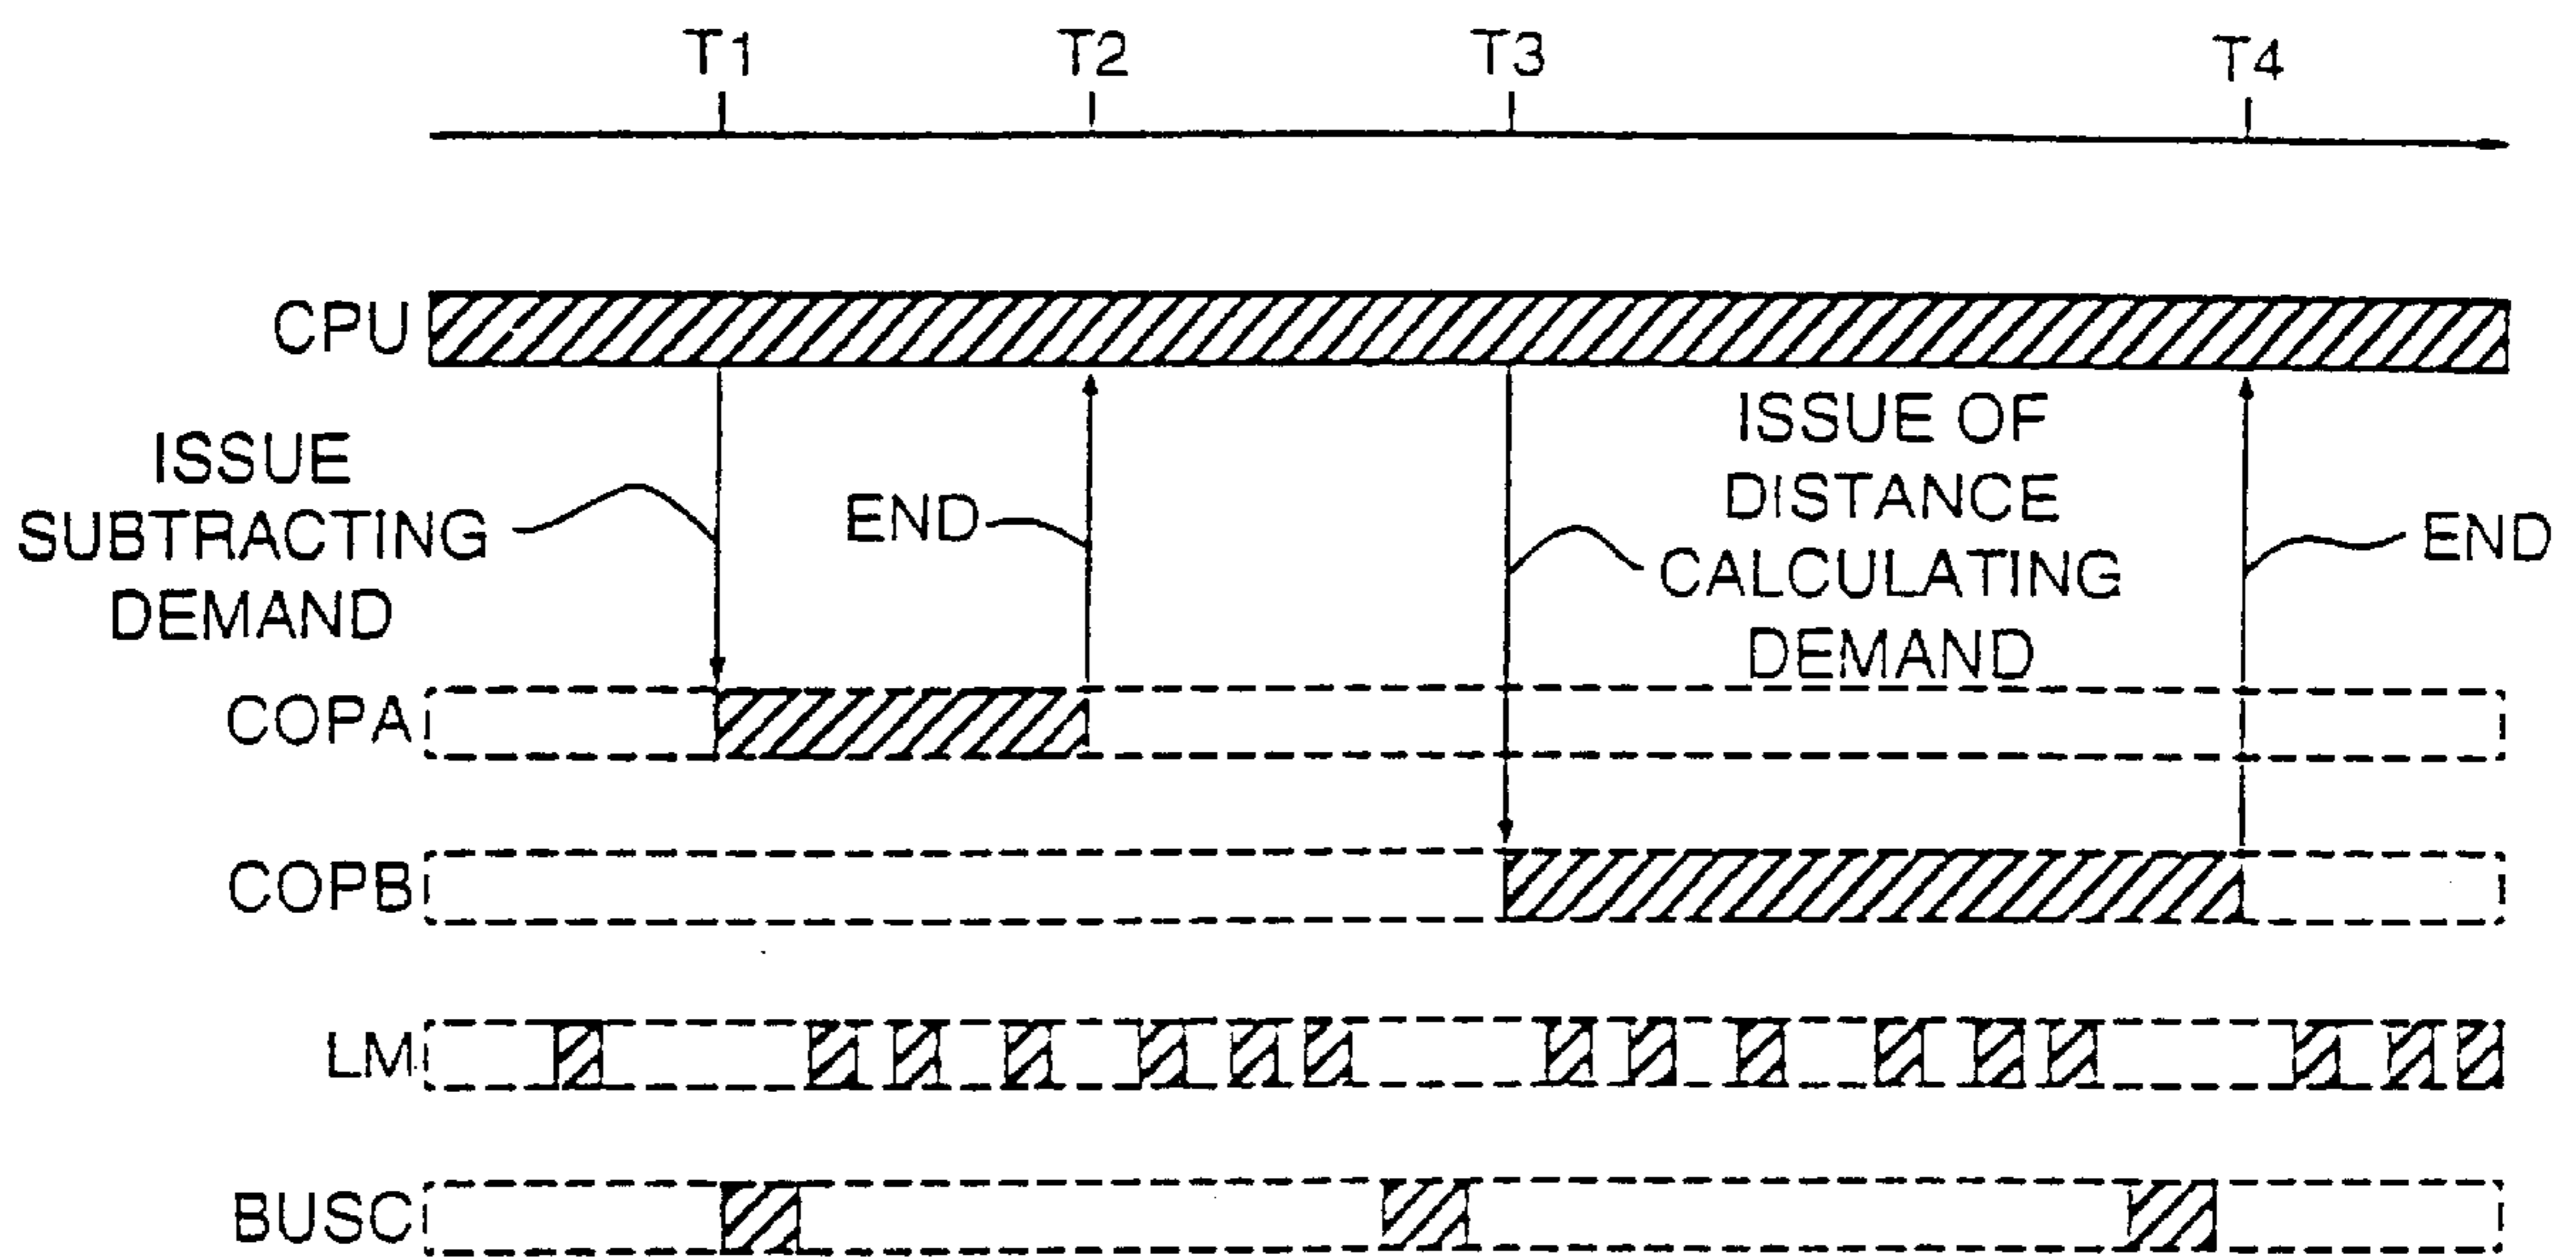 T1 T2 T3 T4
CPU
ISSUE
SUBTRACTING
DEMAND
END
ISSUE OF
DISTANCE
CALCULATING
DEMAND
END
COPA
COPB
LM
BUSC